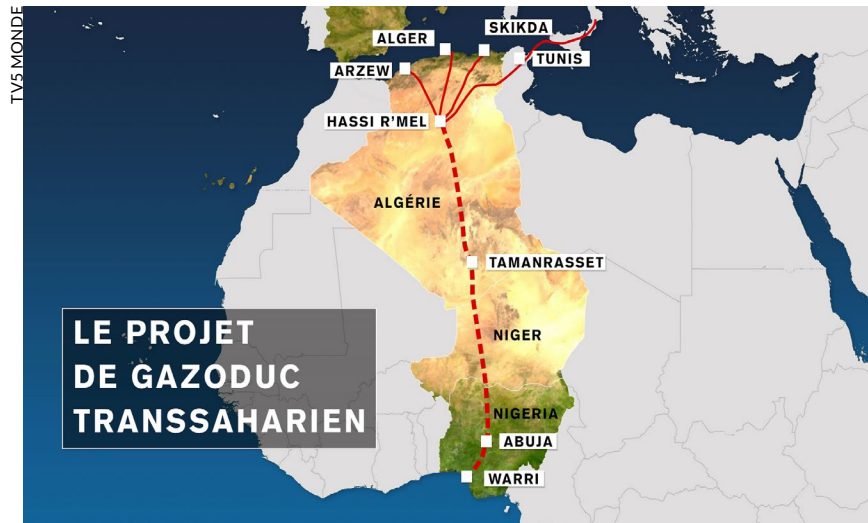 TV5 MONDE
SKIKDA
ALGER
TUNIS
ARZEW
HASSI R’MEL
ALGÉRIE
TAMANRASSET
LE PROJET
DE GAZODUC
TRANSSAHARIEN
NIGER
NIGERIA
ABUJA
WARRI